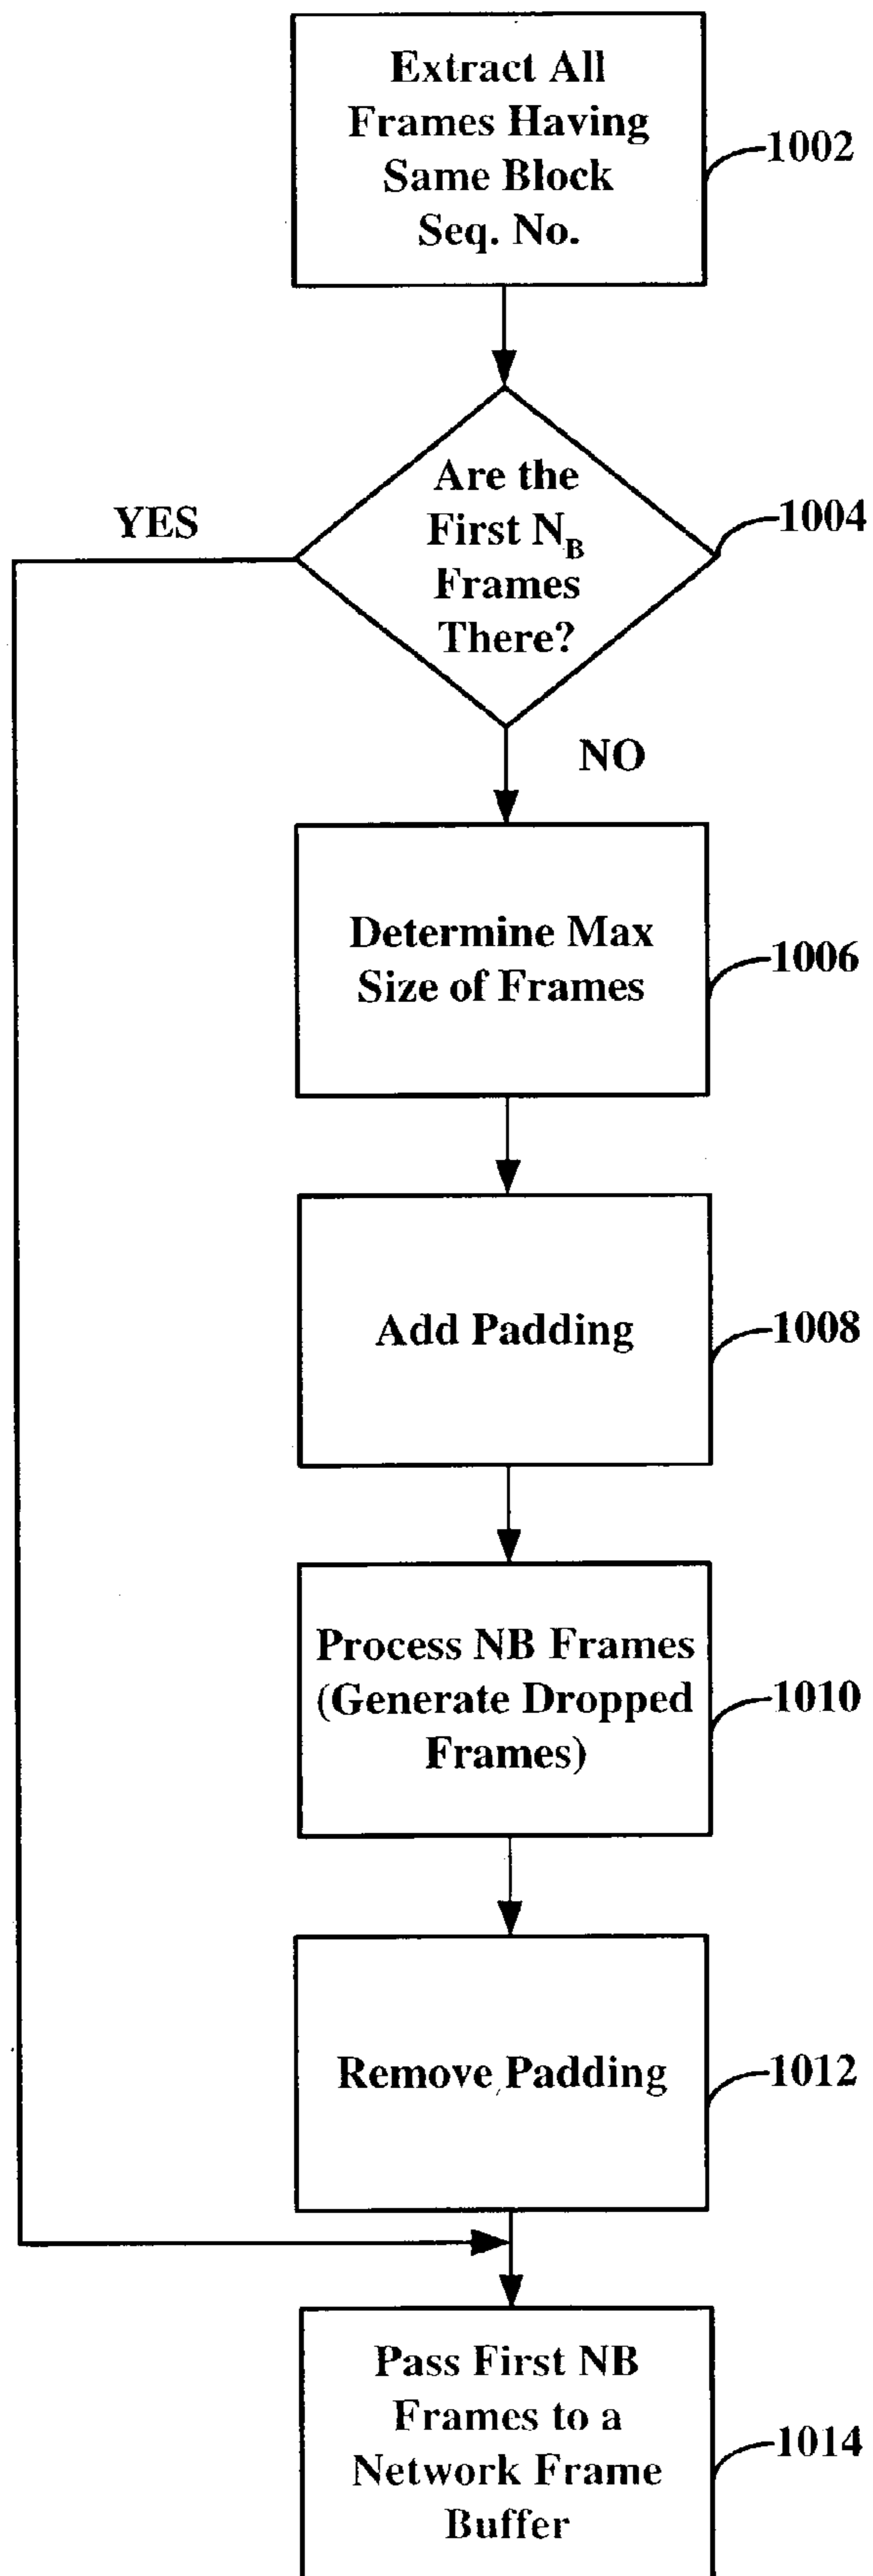 Extract All
Frames Having
Same Block
Seq. No.
1002
Are the
First N_B
Frames
There?
1004
YES
NO
Determine Max
Size of Frames
1006
Add Padding
1008
Process NB Frames
(Generate Dropped
Frames)
1010
Remove Padding
1012
Pass First NB
Frames to a
Network Frame
Buffer
1014